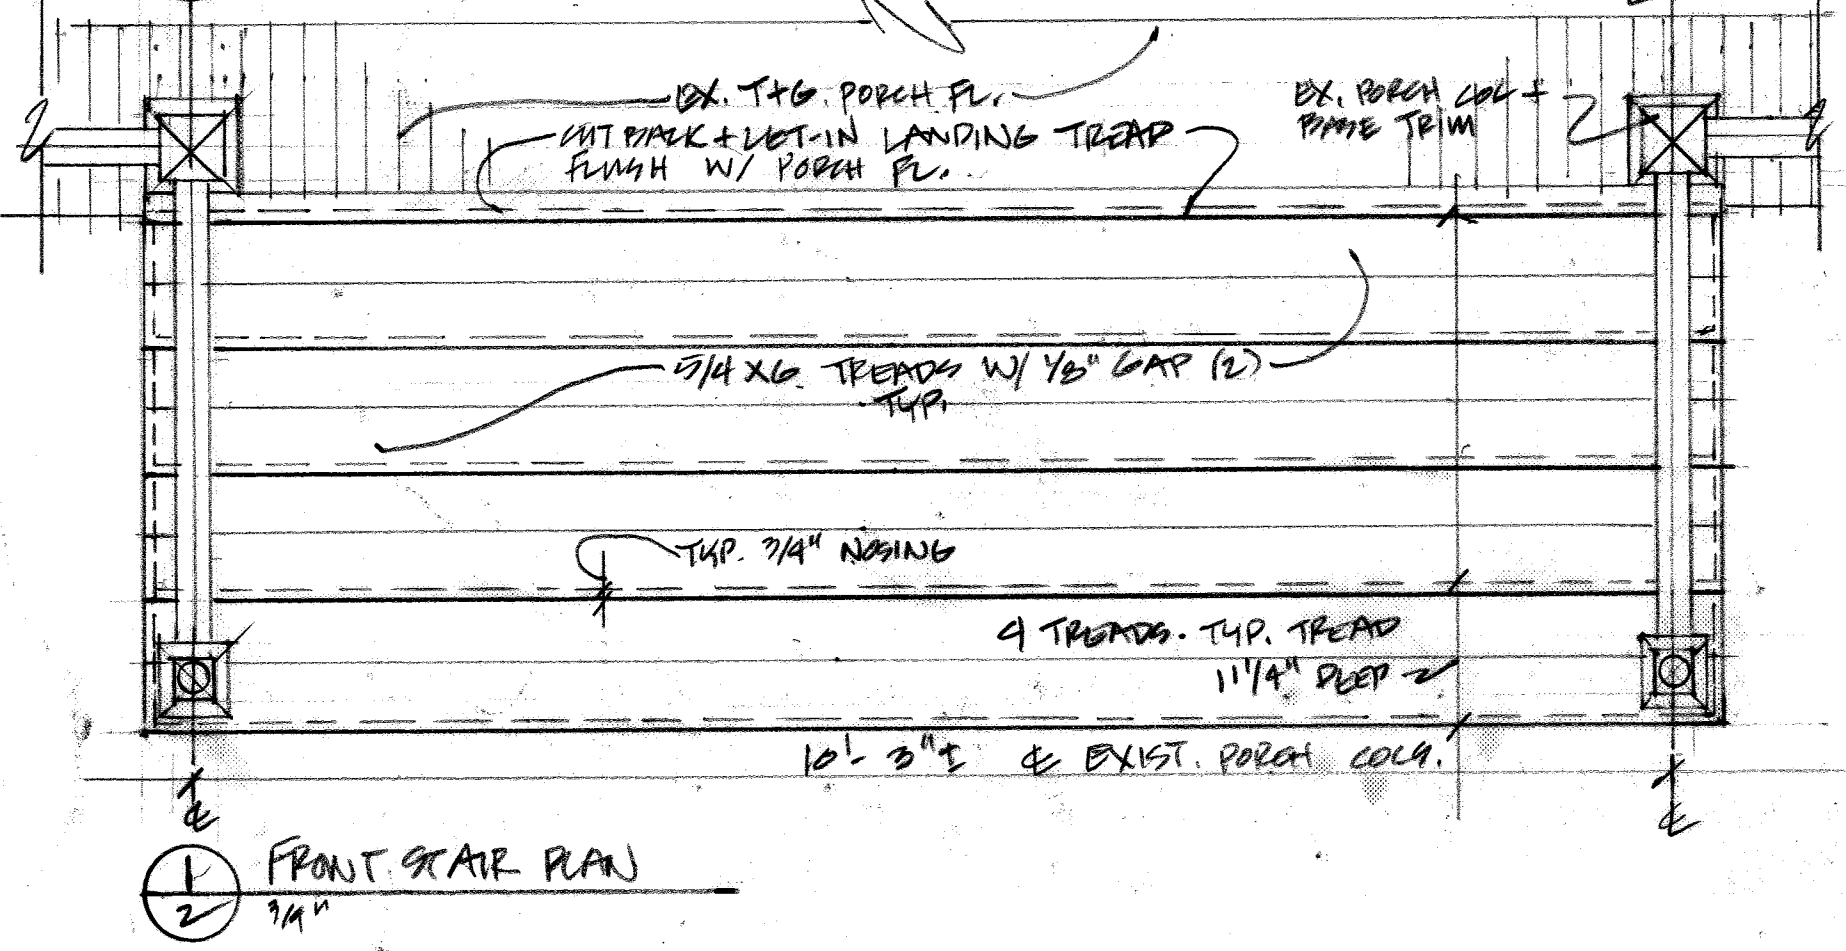 EX. T+G. PORCH FL.
CUT BACK + LET-IN LANDING TREAD
FLUSH W/ PORCH FL.
EX. PORCH COL +
BASE TRIM
5/4 X6 TREADS W/ 1/8" GAP (2)
TYP.
TYP. 3/4" NOSING
4 TREADS. TYP. TREAD
11 1/4" DEEP
10'- 3"± ℄ EXIST. PORCH COLS.
℄
℄
1
2
FRONT STAIR PLAN
3/4"